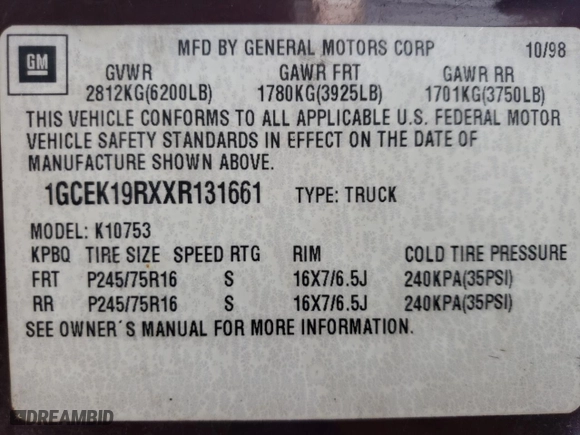 GM
MFD BY GENERAL MOTORS CORP 10/98
GVWR GAWR FRT GAWR RR
2812KG(6200LB) 1780KG(3925LB) 1701KG(3750LB)
THIS VEHICLE CONFORMS TO ALL APPLICABLE U.S. FEDERAL MOTOR
VEHICLE SAFETY STANDARDS IN EFFECT ON THE DATE OF
MANUFACTURE SHOWN ABOVE.
1GCEK19RXXR131661 TYPE: TRUCK
MODEL: K10753
KPBQ TIRE SIZE SPEED RTG RIM COLD TIRE PRESSURE
FRT P245/75R16 S 16X7/6.5J 240KPA(35PSI)
RR P245/75R16 S 16X7/6.5J 240KPA(35PSI)
SEE OWNER´S MANUAL FOR MORE INFORMATION.
DREAMBID